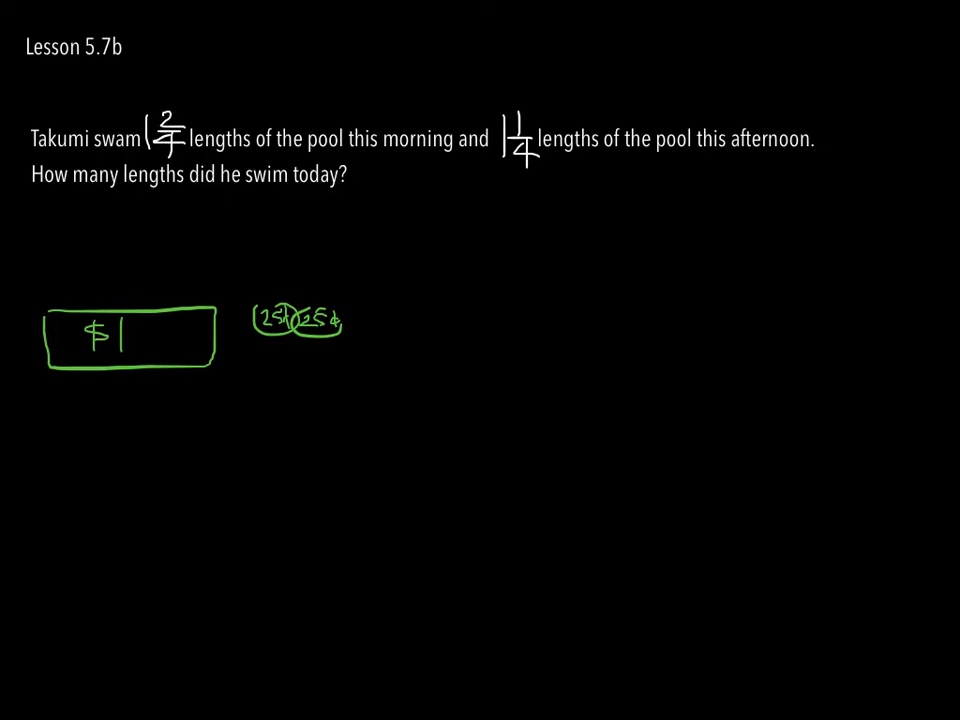 Lesson 5.7b
Takumi swam 1 2/4 lengths of the pool this morning and 1 1/4 lengths of the pool this afternoon.
How many lengths did he swim today?
$1 25¢ 25¢